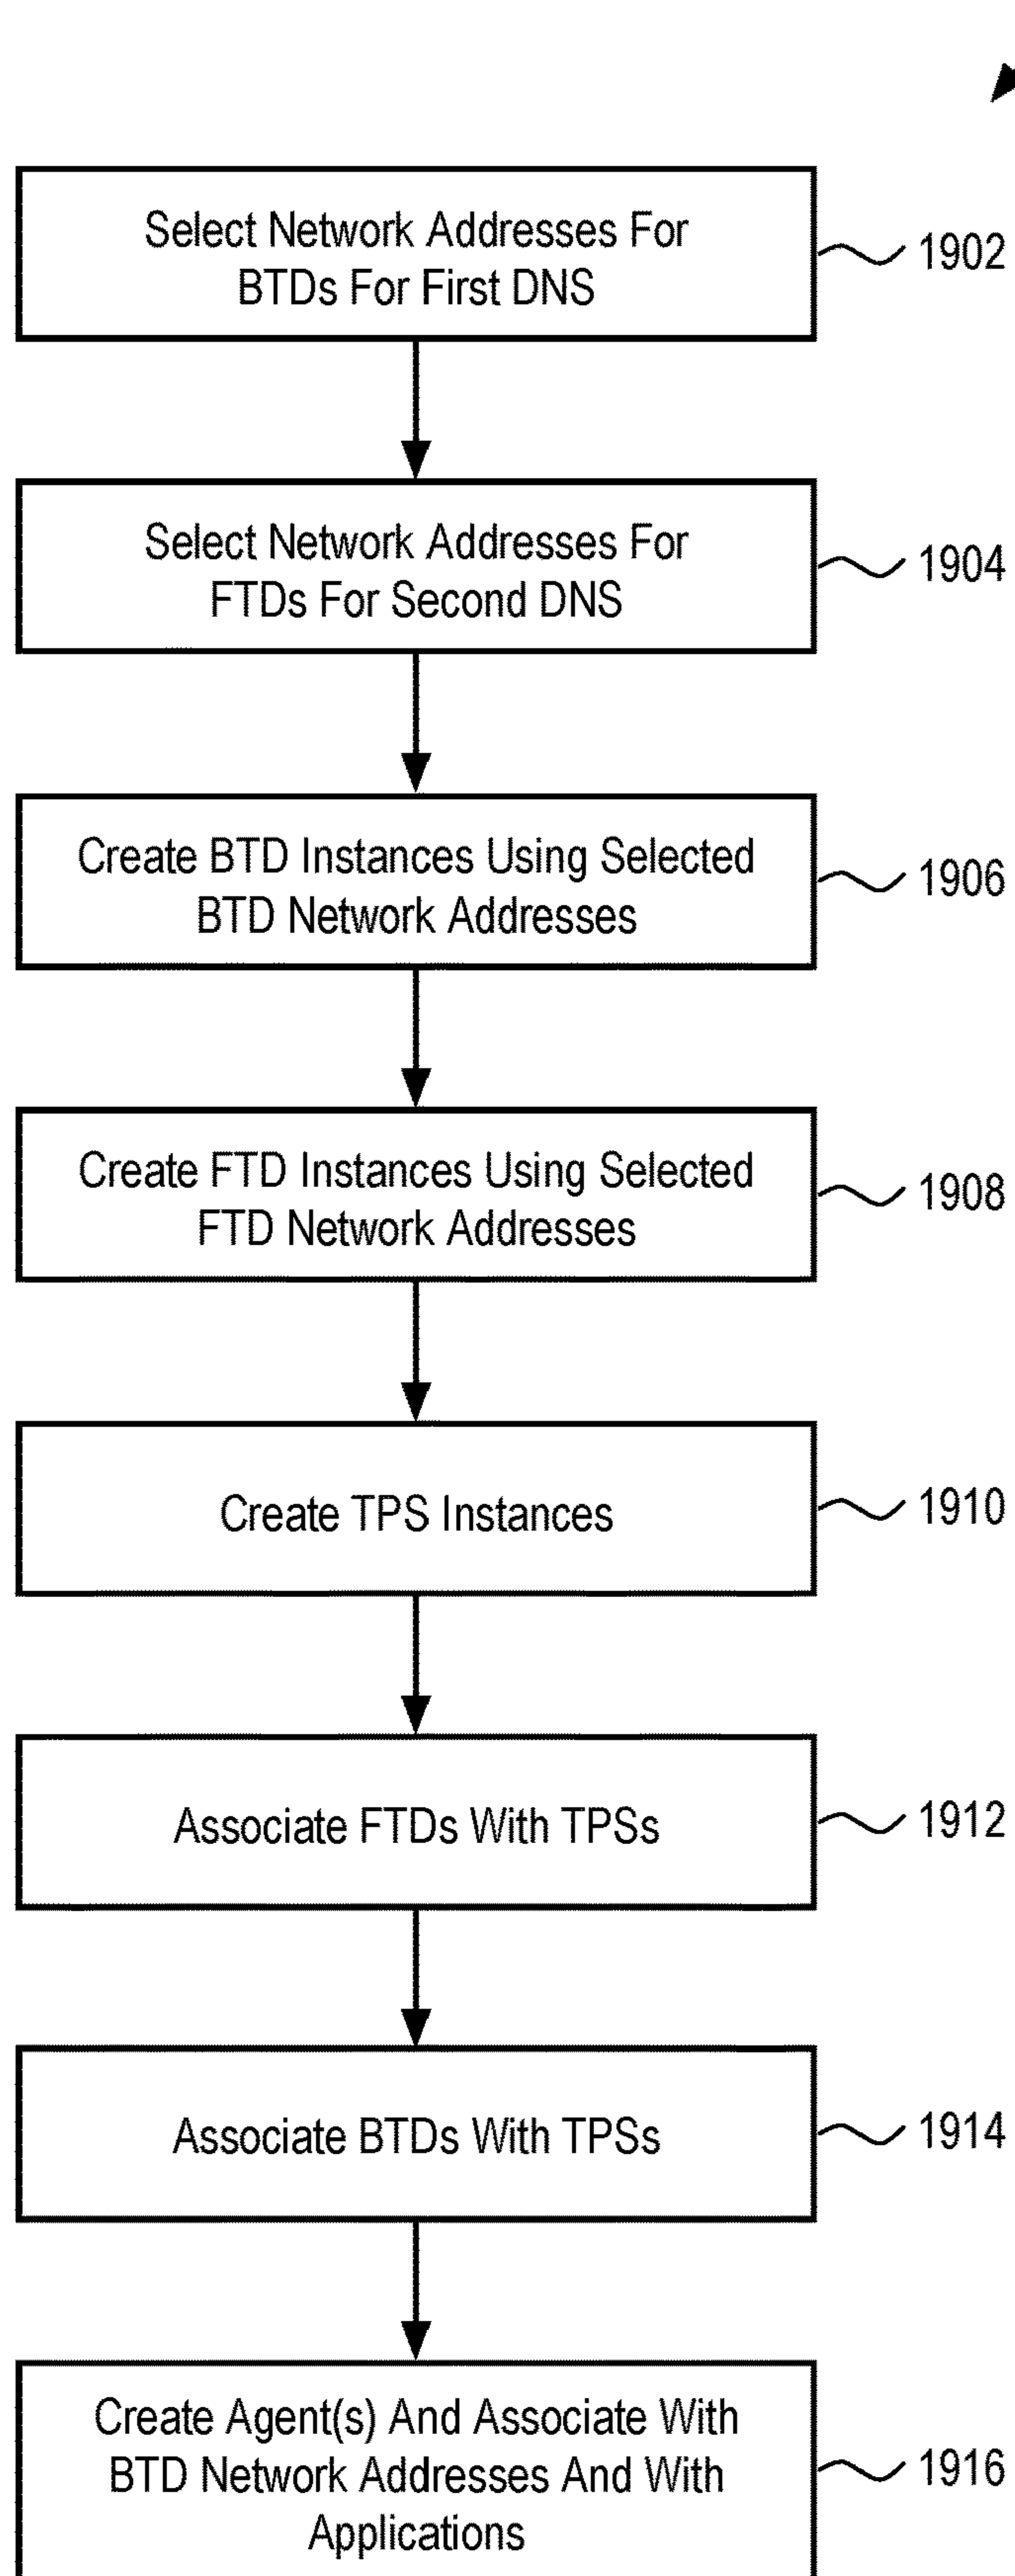 Select Network Addresses For
BTDs For First DNS
1902
Select Network Addresses For
FTDs For Second DNS
1904
Create BTD Instances Using Selected
BTD Network Addresses
1906
Create FTD Instances Using Selected
FTD Network Addresses
1908
Create TPS Instances
1910
Associate FTDs With TPSs
1912
Associate BTDs With TPSs
1914
Create Agent(s) And Associate With
BTD Network Addresses And With
Applications
1916